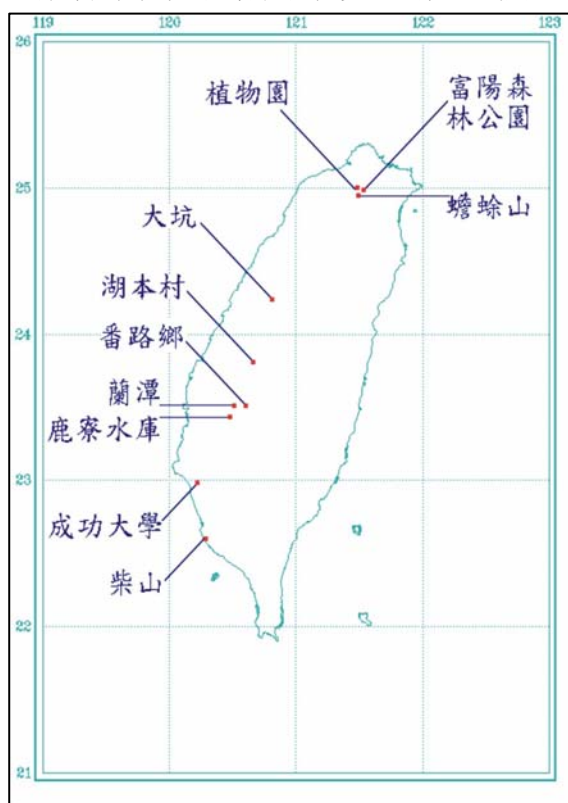 119
120
121
122
123
26
植物園
富陽森
林公園
25
蟾蜍山
大坑
湖本村
24
番路鄉
蘭潭
鹿寮水庫
23
成功大學
柴山
22
21